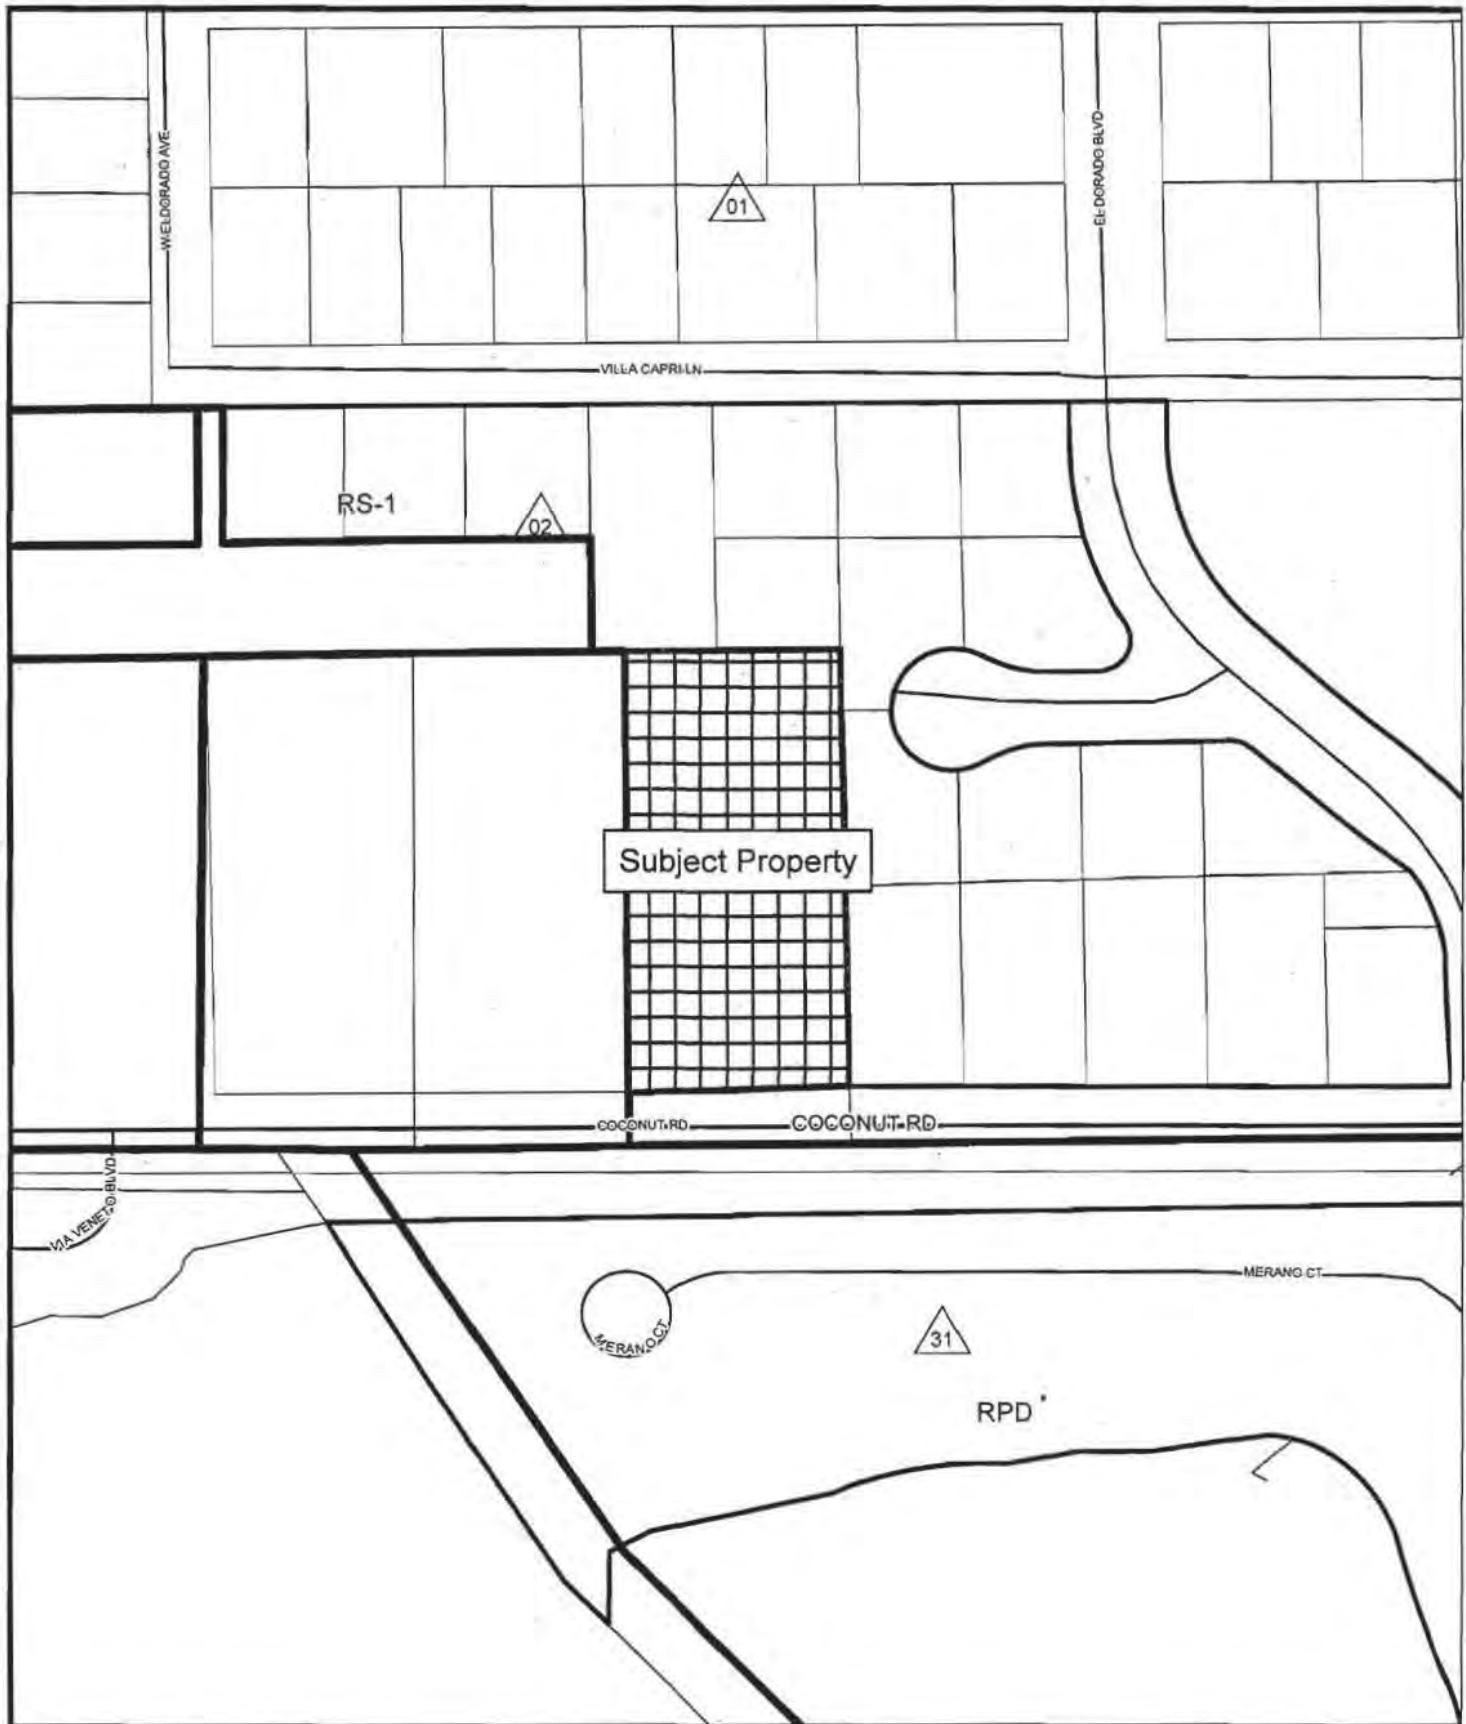 W ELDORADO AVE
EL DORADO BLVD
01
VILLA CAPRI LN
RS-1
02
Subject Property
COCONUT RD
COCONUT RD
VIA VENETO BLVD
MERANO CT
MERANO CT
31
RPD